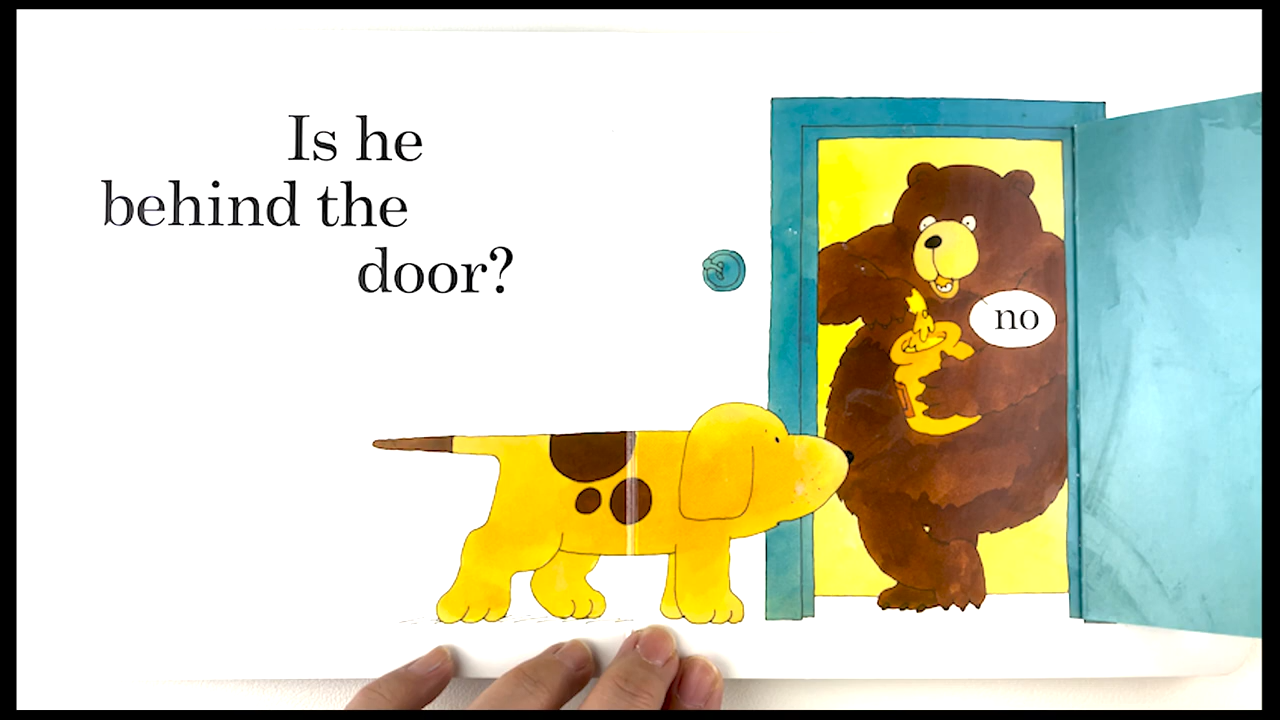 Is he
behind the
door?
no